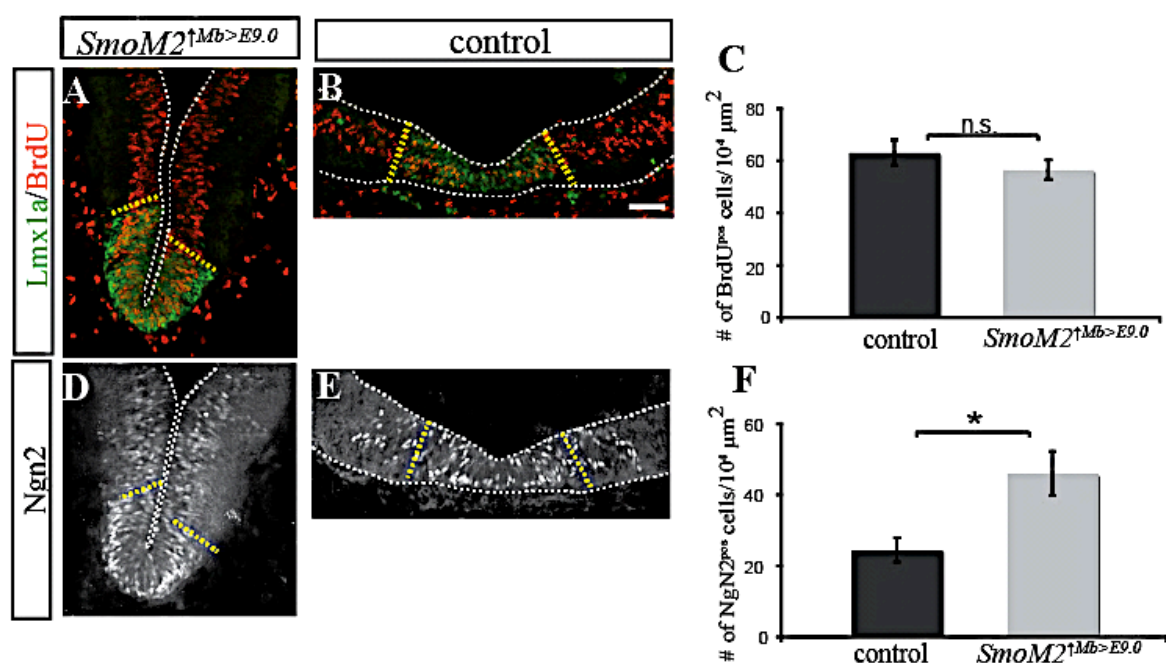 SmoM2↑Mb>E9.0
control
Lmx1a/BrdU
A
B
C
# of BrdUpos cells/10⁴ µm²
80
60
40
20
0
n.s.
control
SmoM2↑Mb>E9.0
Ngn2
D
E
F
# of NgN2pos cells/10⁴ µm²
60
40
20
0
*
control
SmoM2↑Mb>E9.0